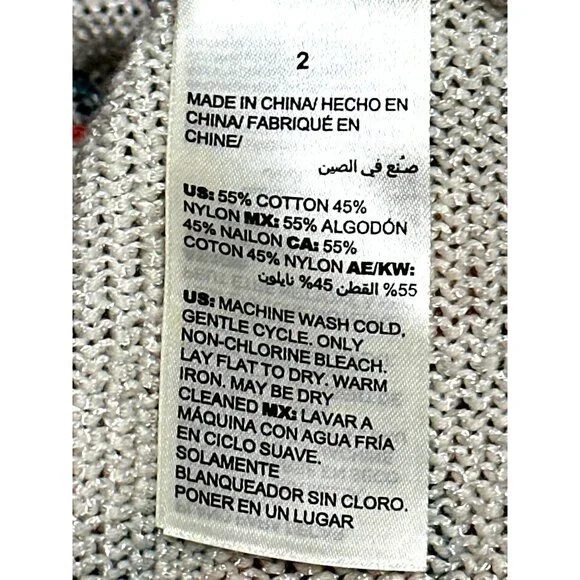 2
MADE IN CHINA/ HECHO EN
CHINA/ FABRIQUÉ EN
CHINE/
صنع في الصين
US: 55% COTTON 45%
NYLON MX: 55% ALGODÓN
45% NAILON CA: 55%
COTON 45% NYLON AE/KW:
55% القطن 45% نايلون
US: MACHINE WASH COLD,
GENTLE CYCLE. ONLY
NON-CHLORINE BLEACH.
LAY FLAT TO DRY. WARM
IRON. MAY BE DRY
CLEANED MX: LAVAR A
MÁQUINA CON AGUA FRÍA
EN CICLO SUAVE.
SOLAMENTE
BLANQUEADOR SIN CLORO.
PONER EN UN LUGAR